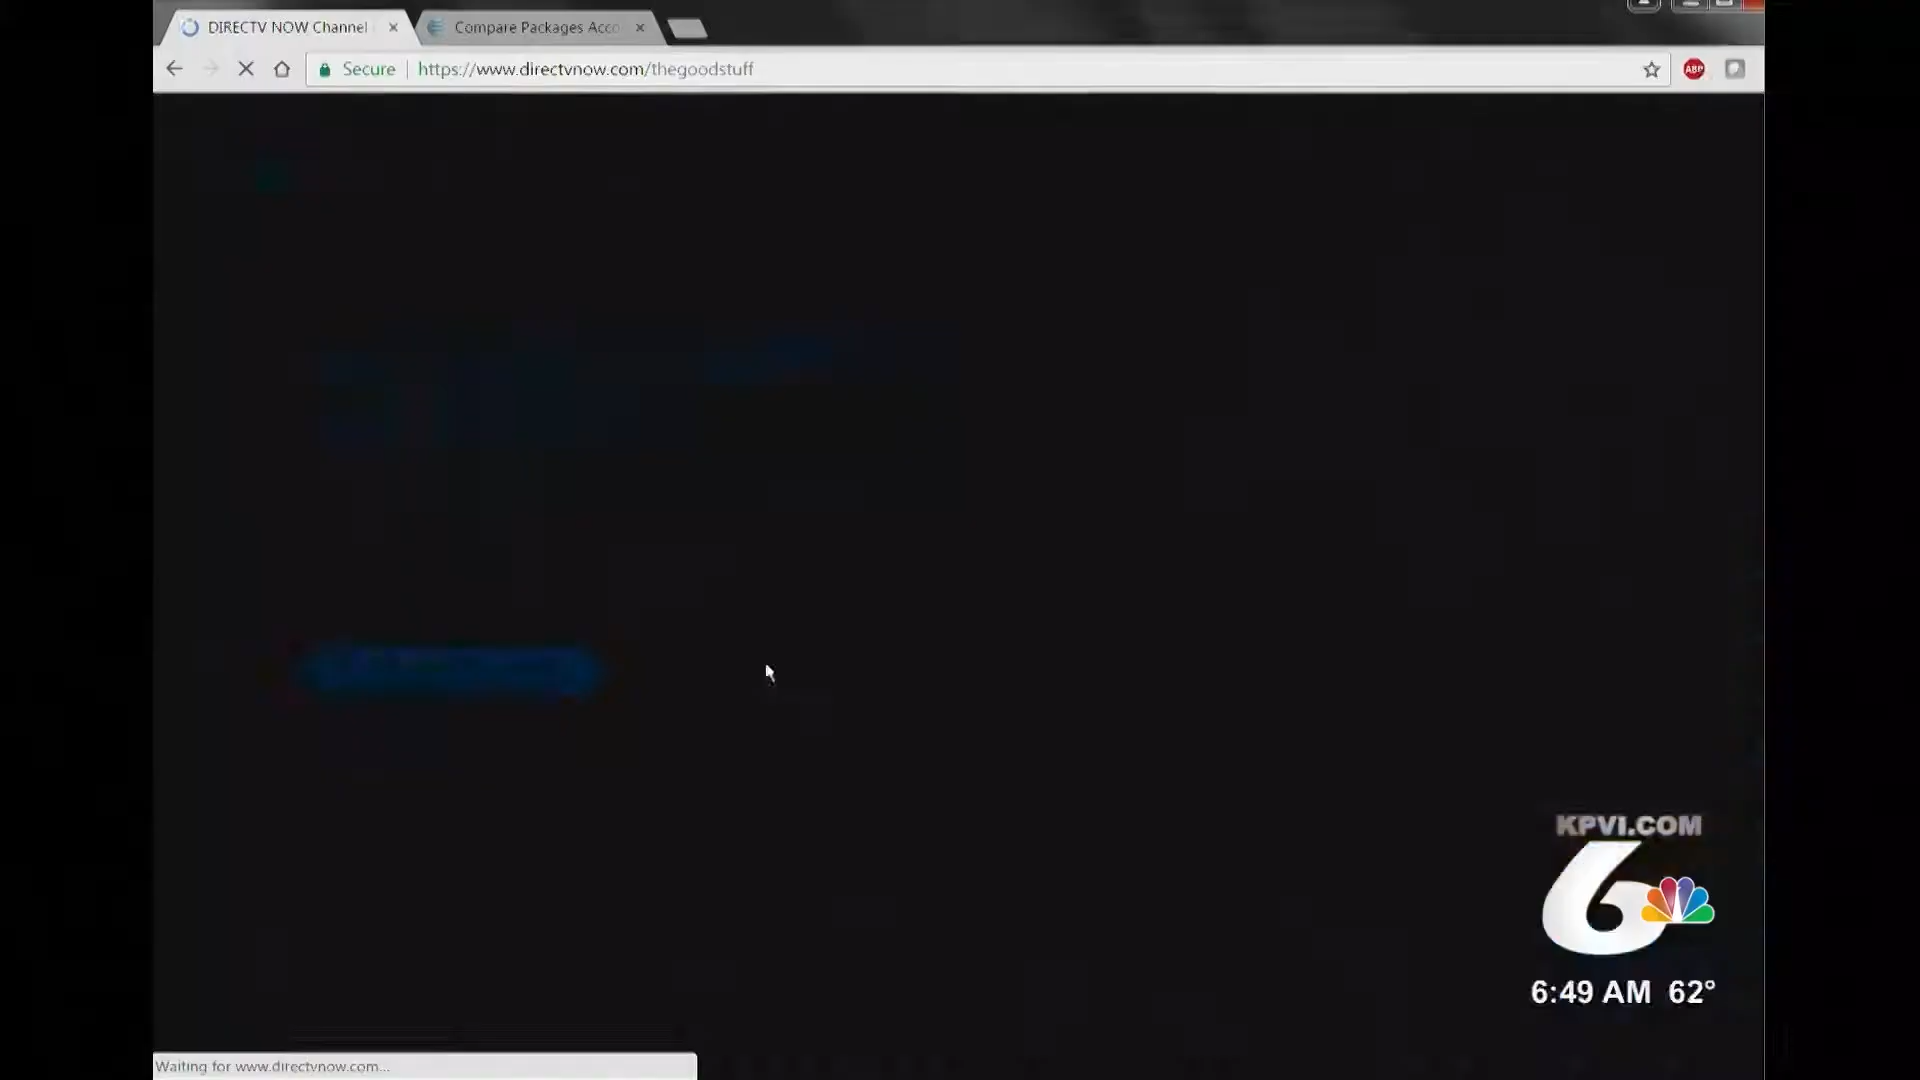 DIRECTV NOW Channel
Compare Packages Acco
Secure
https://www.directvnow.com/thegoodstuff
ABP
KPVI.COM
6
6:49 AM 62°
Waiting for www.directvnow.com...